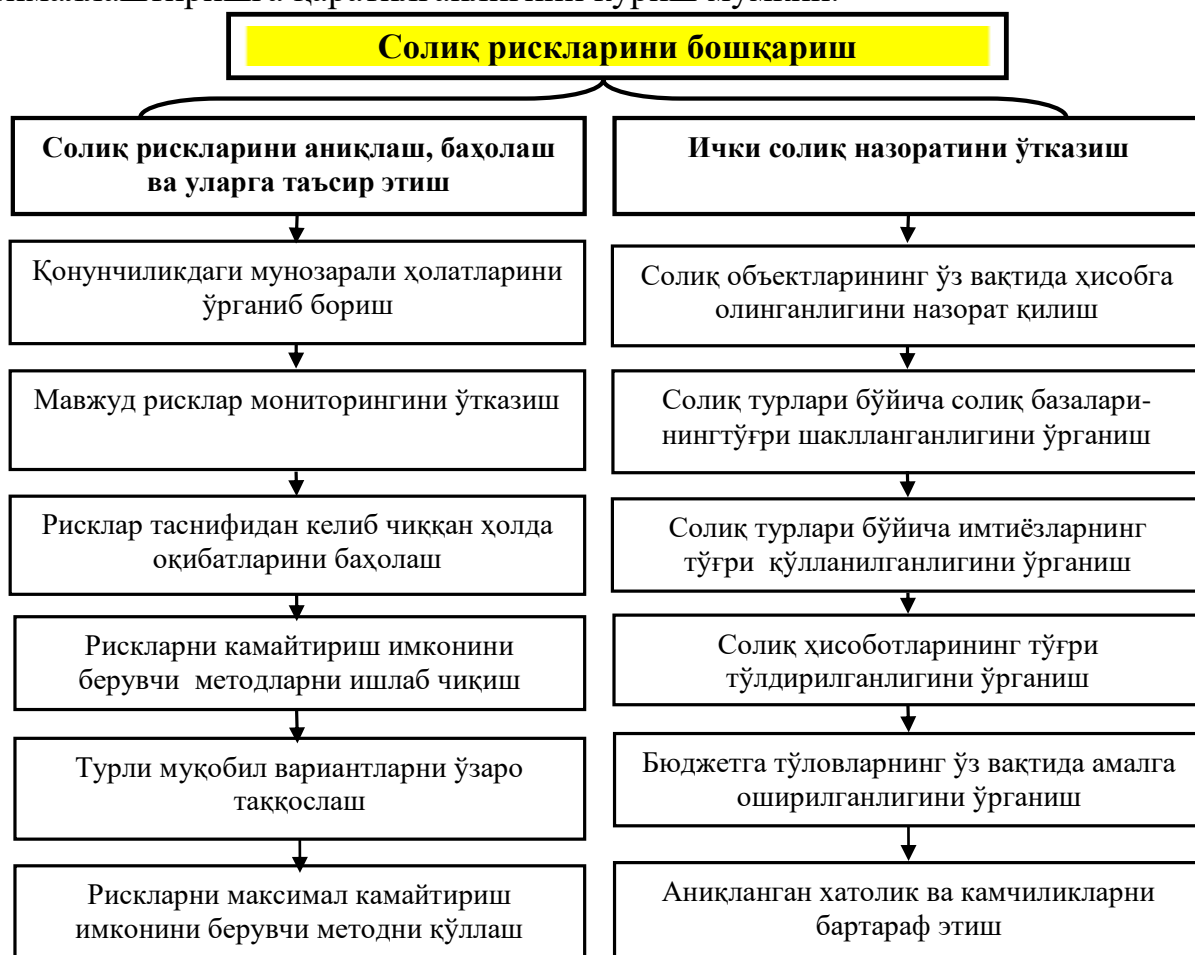 қаратилганлигини кўриш мумкин.
Солиқ рискларини бошқариш
Солиқ рискларини аниқлаш, баҳолаш
ва уларга таъсир этиш
Қонунчиликдаги мунозарали ҳолатларини
ўрганиб бориш
Мавжуд рисклар мониторингини ўтказиш
Рисклар таснифидан келиб чиққан ҳолда
оқибатларини баҳолаш
Рискларни камайтириш имконини
берувчи методларни ишлаб чиқиш
Турли муқобил вариантларни ўзаро
таққослаш
Рискларни максимал камайтириш
имконини берувчи методни қўллаш
Ички солиқ назоратини ўтказиш
Солиқ объектларининг ўз вақтида ҳисобга
олинганлигини назорат қилиш
Солиқ турлари бўйича солиқ базалари-
нингтўғри шаклланганлигини ўрганиш
Солиқ турлари бўйича имтиёзларнинг
тўғри қўлланилганлигини ўрганиш
Солиқ ҳисоботларининг тўғри
тўлдирилганлигини ўрганиш
Бюджетга тўловларнинг ўз вақтида амалга
оширилганлигини ўрганиш
Аниқланган хатолик ва камчиликларни
бартараф этиш